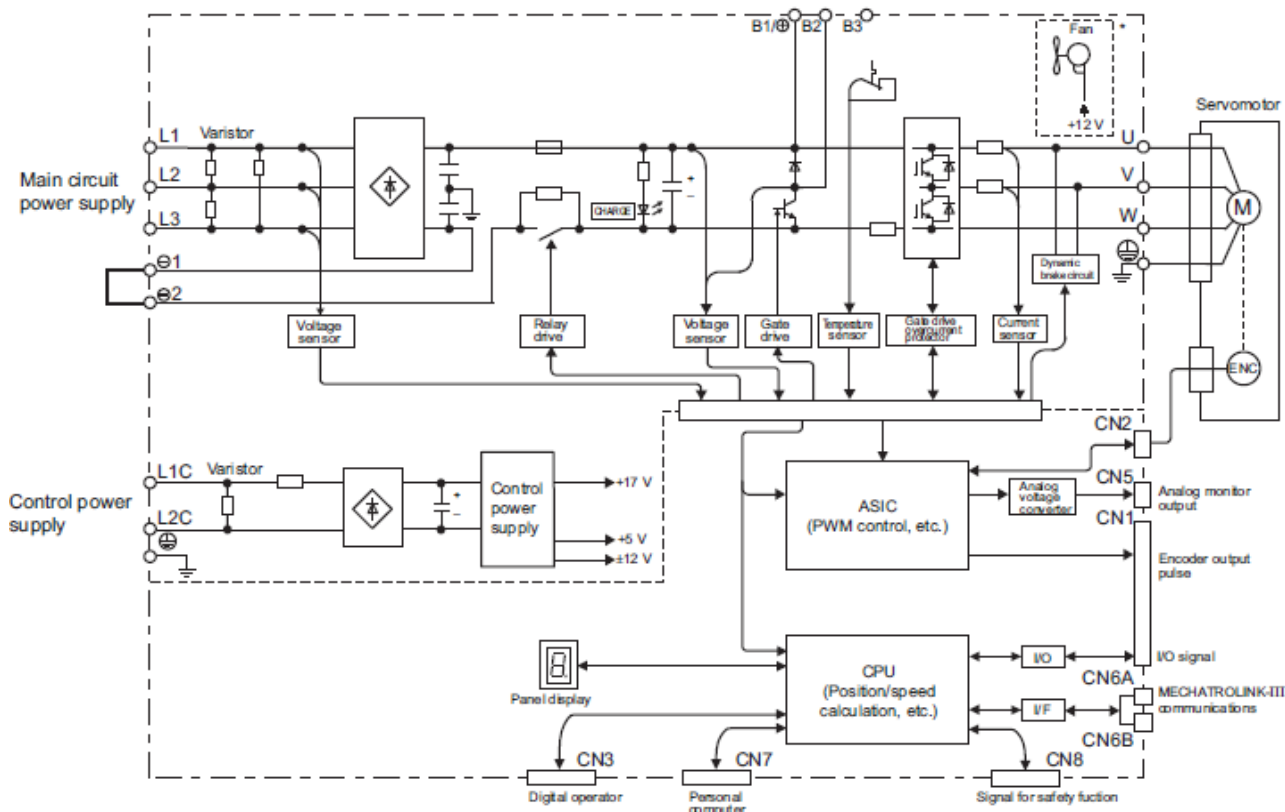 B1/⊕ B2 B3
Fan *
+12 V
Servomotor
Main circuit
power supply
L1
Varistor
L2
L3
⊖1
⊖2
CHARGE
+
–
U
V
W
M
Dynamic
brake circuit
Voltage
sensor
Relay
drive
Voltage
sensor
Gate
drive
Temperature
sensor
Gate drive
overcurrent
protector
Current
sensor
ENC
Control power
supply
L1C
Varistor
L2C
+
–
Control
power
supply
+17 V
+5 V
±12 V
ASIC
(PWM control, etc.)
Analog
voltage
converter
CN2
CN5
Analog monitor
output
CN1
Encoder output
pulse
Panel display
CPU
(Position/speed
calculation, etc.)
I/O
I/O signal
I/F
CN6A
MECHATROLINK-III
communications
CN6B
CN3
Digital operator
CN7
Personal
computer
CN8
Signal for safety fuction